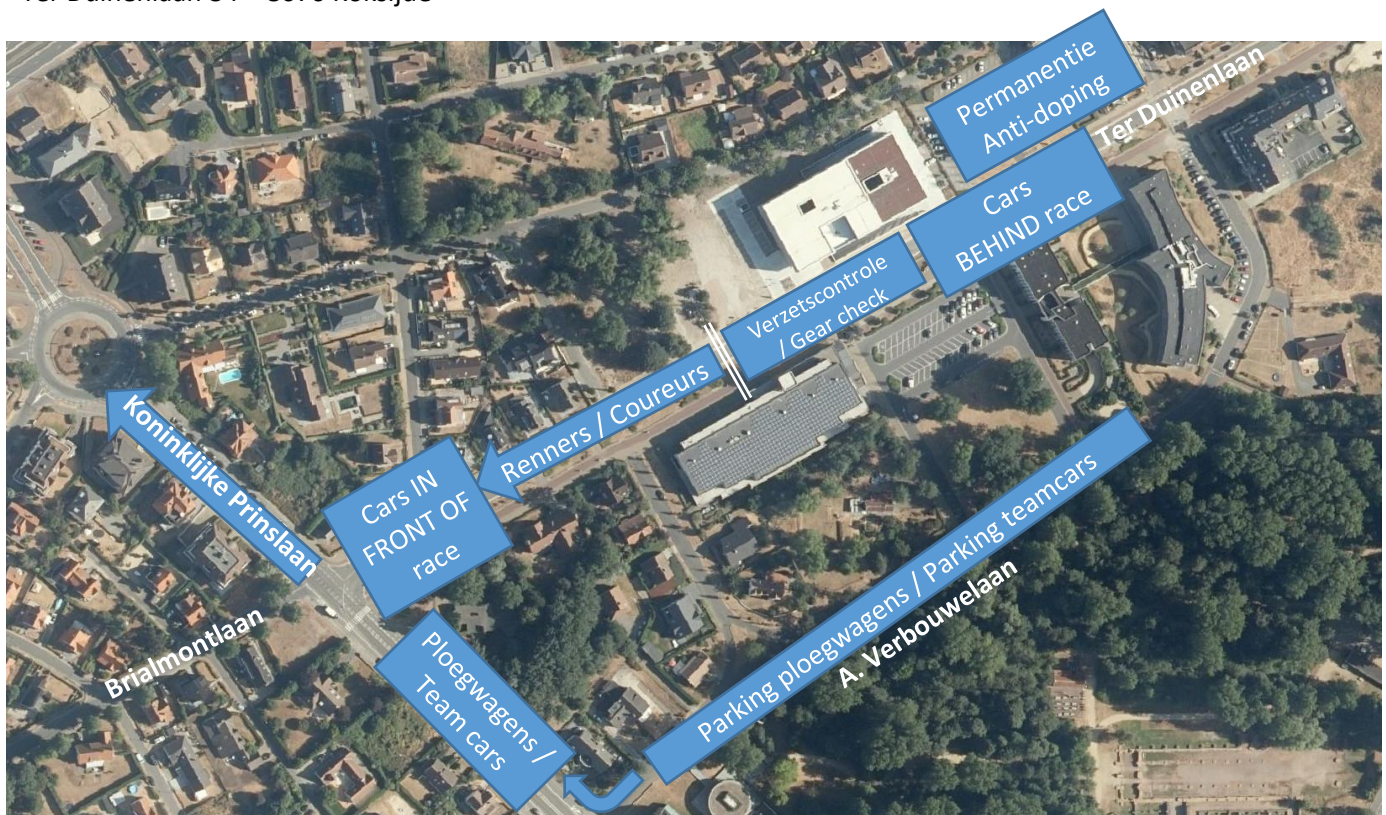 Permanentie
Anti-doping
Ter Duinenlaan
Cars
BEHIND race
Verzetscontrole
/ Gear check
Renners / Coureurs
Koninklijke Prinslaan
Cars IN
FRONT OF
race
Parking ploegwagens / Parking teamcars
A. Verbouwelaan
Brialmontlaan
Ploegwagens /
Team cars